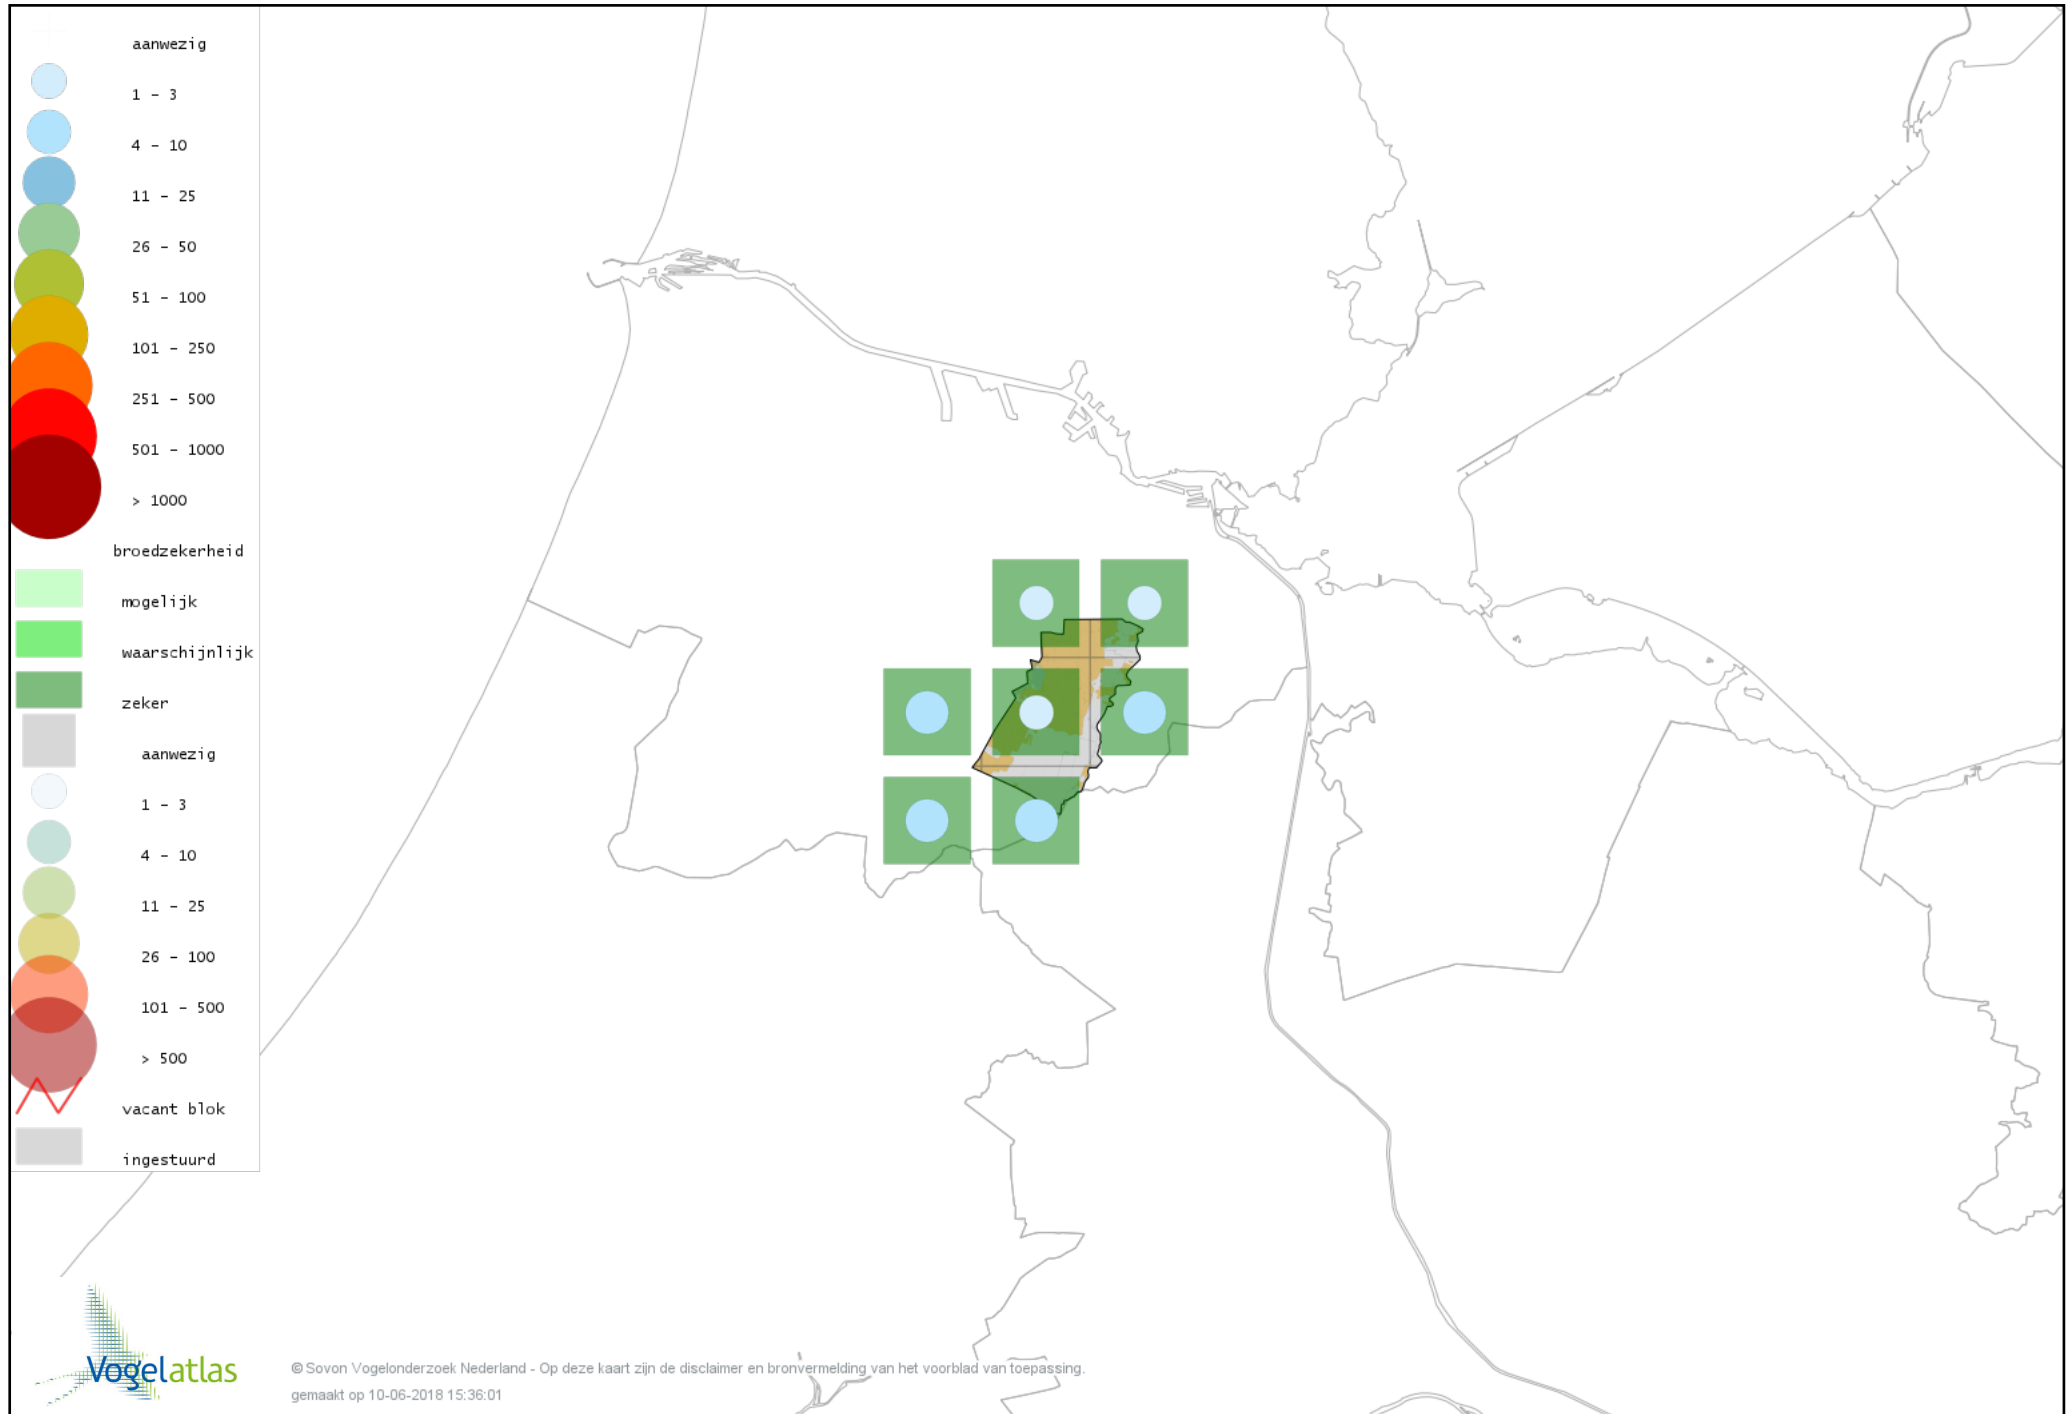 aanwezig
1 - 3
4 - 10
11 - 25
26 - 50
51 - 100
101 - 250
251 - 500
501 - 1000
> 1000
broedzekerheid
mogelijk
waarschijnlijk
zeker
aanwezig
1 - 3
4 - 10
11 - 25
26 - 100
101 - 500
> 500
vacant blok
ingestuurd
Vogelatlas
© Sovon Vogelonderzoek Nederland - Op deze kaart zijn de disclaimer en bronvermelding van het voorblad van toepassing.
gemaakt op 10-06-2018 15:36:01